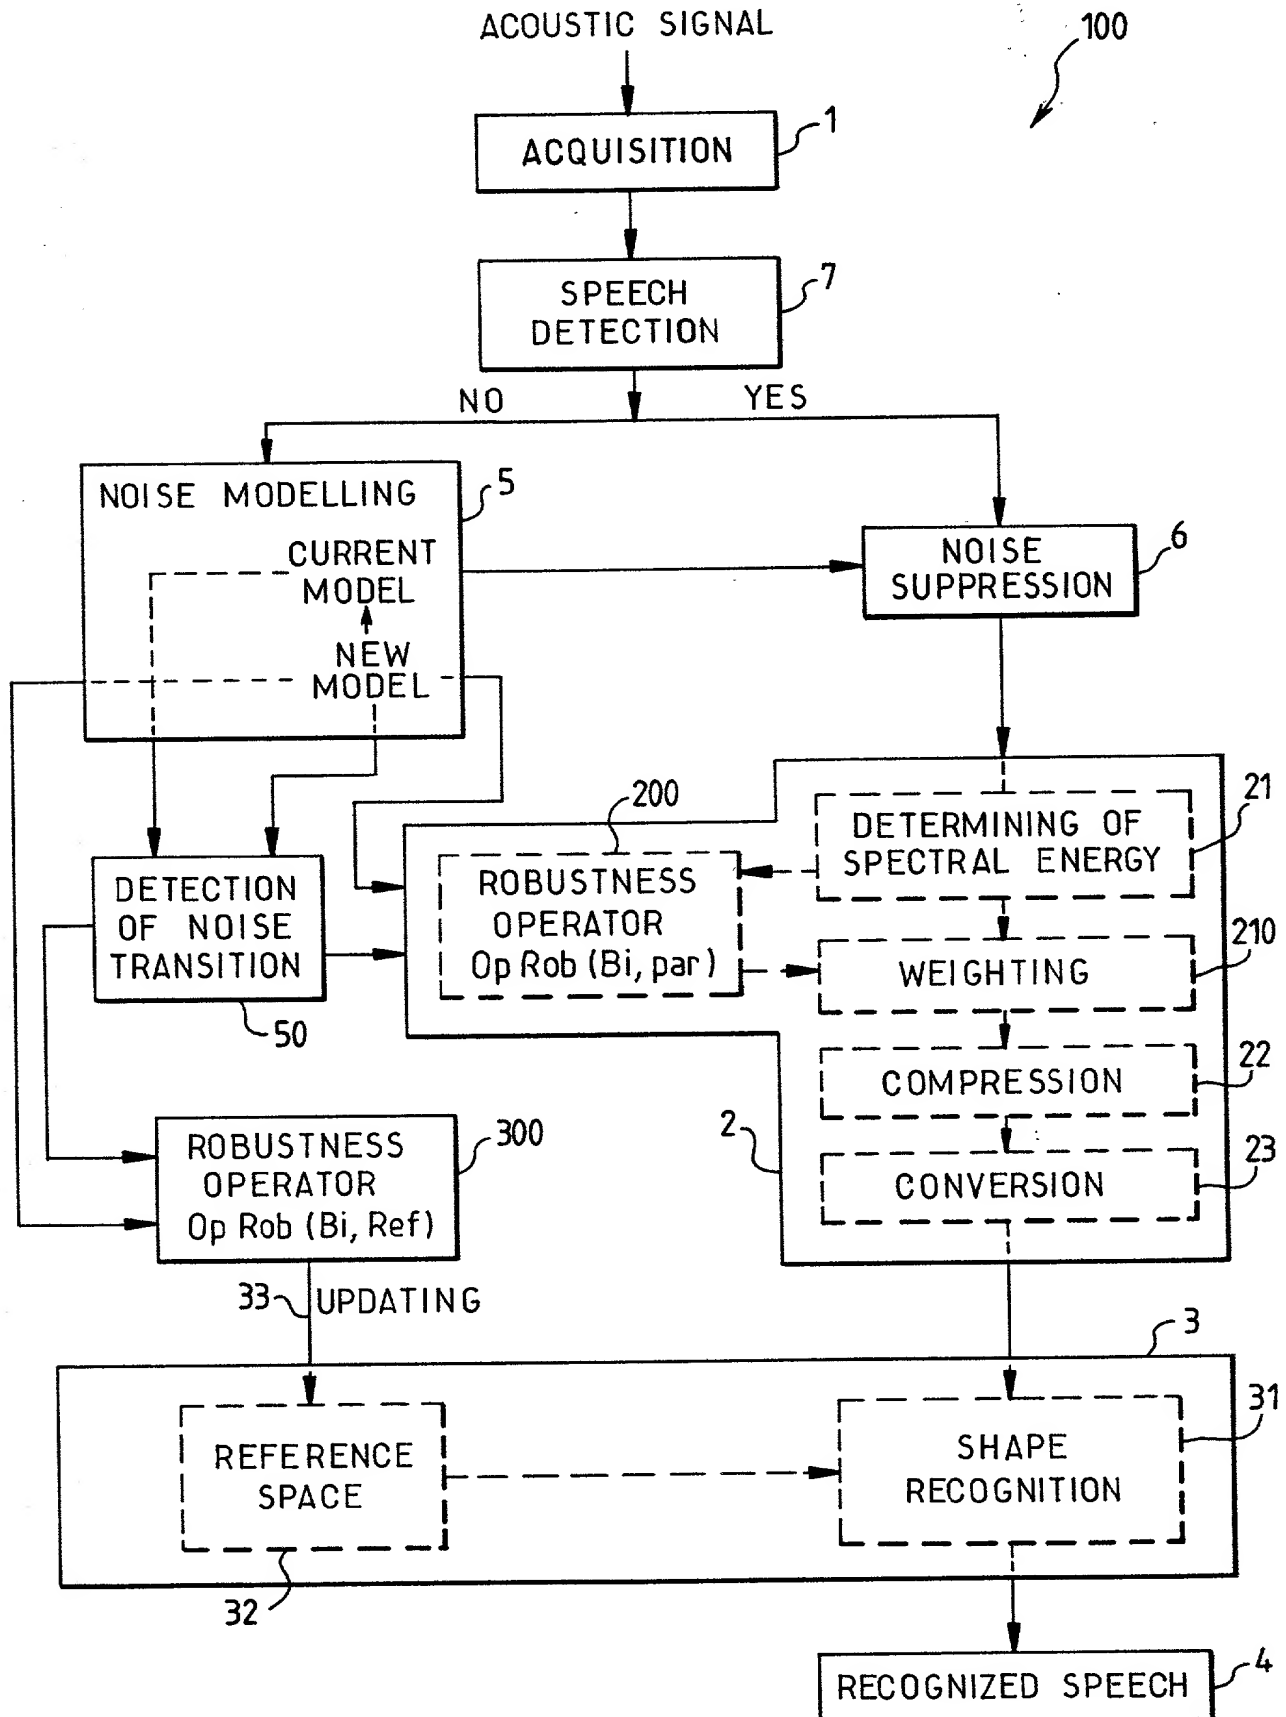 ACOUSTIC SIGNAL
100
ACQUISITION
1
SPEECH
DETECTION
7
NO
YES
NOISE MODELLING
5
CURRENT
MODEL
NEW
MODEL
NOISE
SUPPRESSION
6
200
21
DETERMINING OF
SPECTRAL ENERGY
ROBUSTNESS
OPERATOR
Op Rob (Bi, par)
DETECTION
OF NOISE
TRANSITION
50
210
WEIGHTING
22
COMPRESSION
2
23
CONVERSION
ROBUSTNESS
OPERATOR
Op Rob (Bi, Ref)
300
33
UPDATING
3
REFERENCE
SPACE
32
31
SHAPE
RECOGNITION
RECOGNIZED SPEECH
4